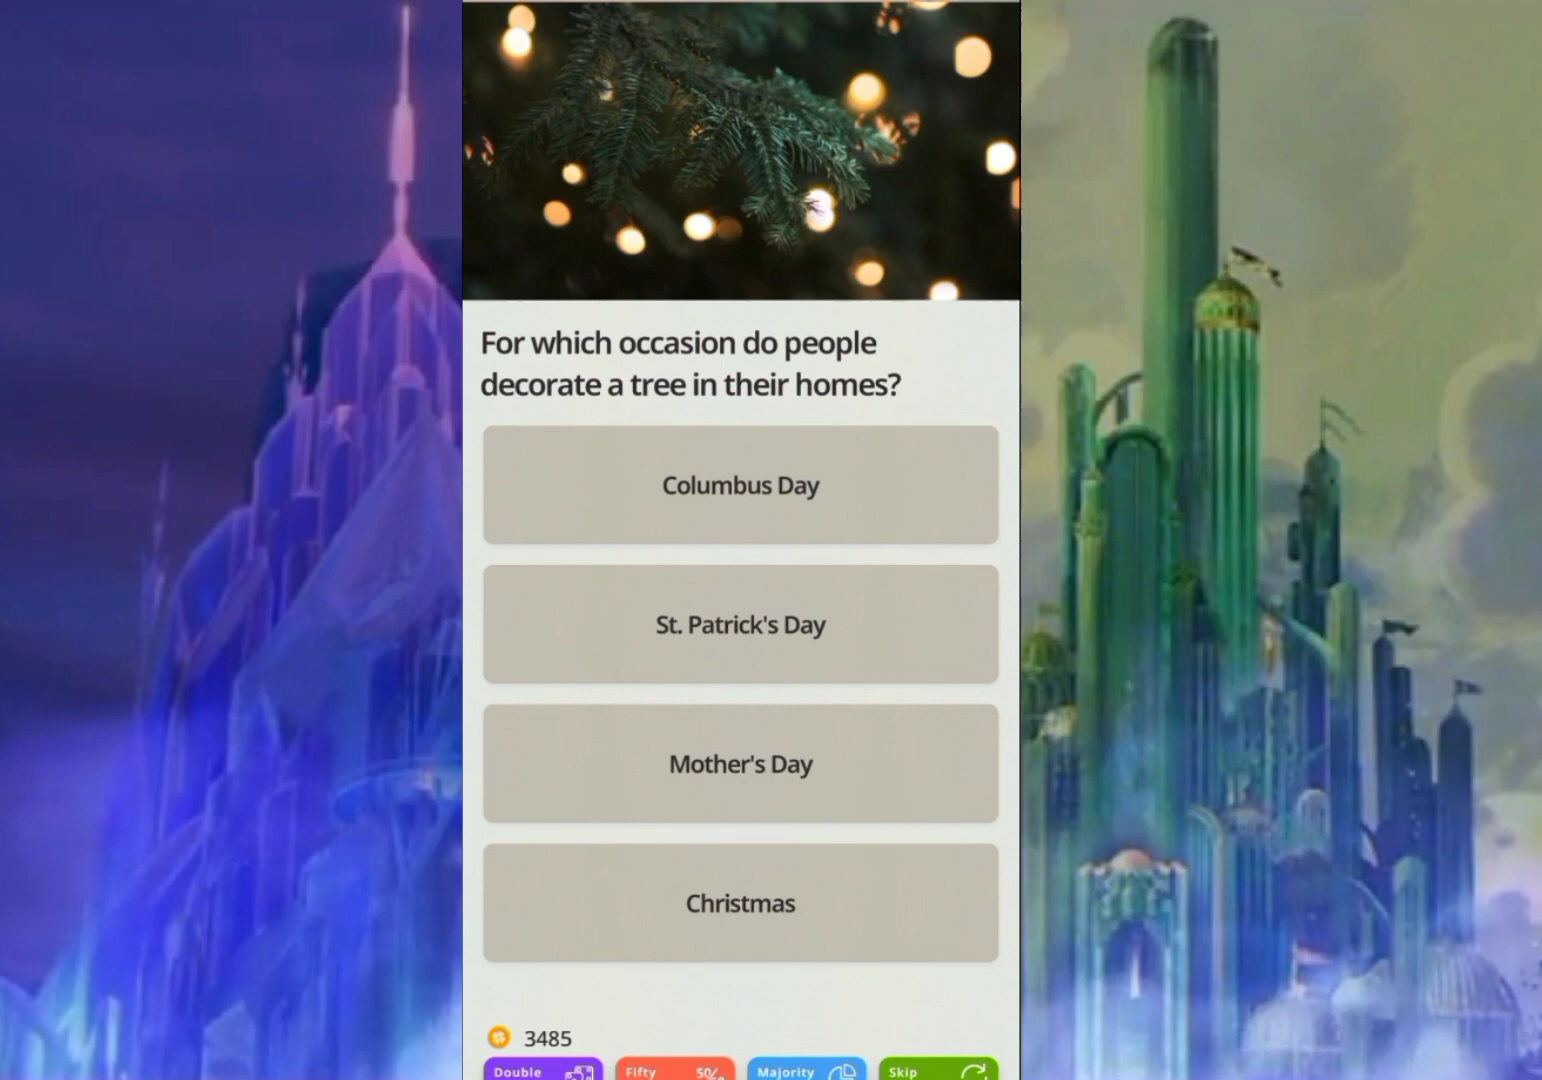 For which occasion do people
decorate a tree in their homes?
Columbus Day
St. Patrick's Day
Mother's Day
Christmas
3485
Double
Fifty
50%
Majority
Skip